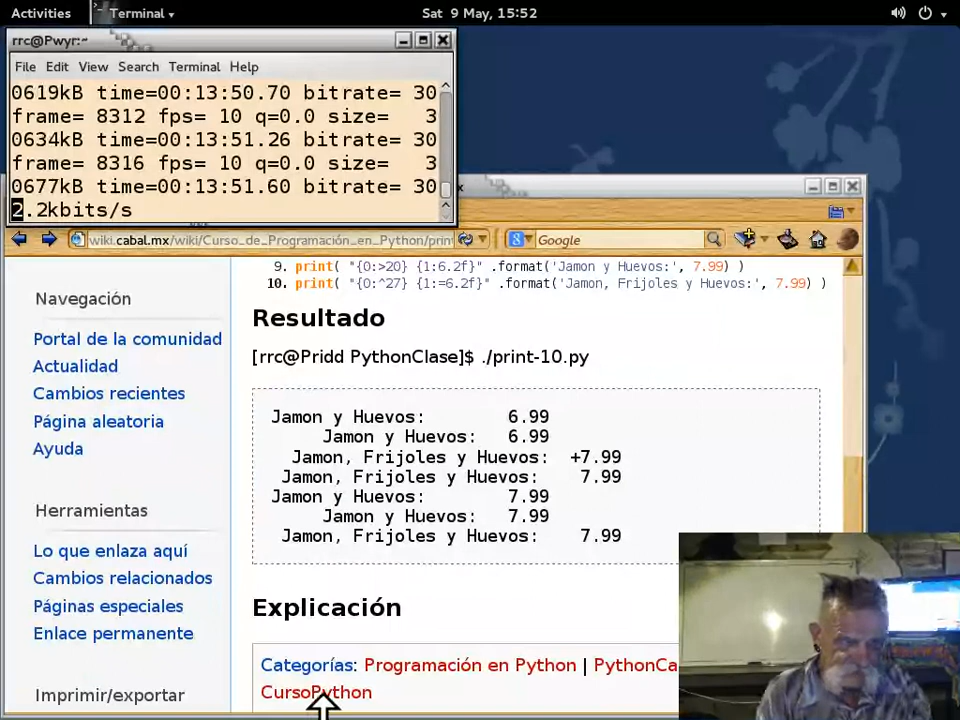 Activities
Terminal
Sat 9 May, 15:52
rrc@Pwyr:~
File Edit View Search Terminal Help
0619kB time=00:13:50.70 bitrate= 30
frame= 8312 fps= 10 q=0.0 size=   3
0634kB time=00:13:51.26 bitrate= 30
frame= 8316 fps= 10 q=0.0 size=   3
0677kB time=00:13:51.60 bitrate= 30
2.2kbits/s
wiki.cabal.mx/wiki/Curso_de_Programación_en_Python/prin
Google
9. print( "{0:>20} {1:6.2f}" .format('Jamon y Huevos:', 7.99) )
10. print( "{0:^27} {1:=6.2f}" .format('Jamon, Frijoles y Huevos:', 7.99) )
Navegación
Portal de la comunidad
Actualidad
Cambios recientes
Página aleatoria
Ayuda
Herramientas
Lo que enlaza aquí
Cambios relacionados
Páginas especiales
Enlace permanente
Imprimir/exportar
Resultado
[rrc@Pridd PythonClase]$ ./print-10.py
Jamon y Huevos:        6.99
Jamon y Huevos:   6.99
Jamon, Frijoles y Huevos:  +7.99
Jamon, Frijoles y Huevos:    7.99
Jamon y Huevos:        7.99
Jamon y Huevos:   7.99
Jamon, Frijoles y Huevos:    7.99
Explicación
Categorías: Programación en Python | PythonCa
CursoPython